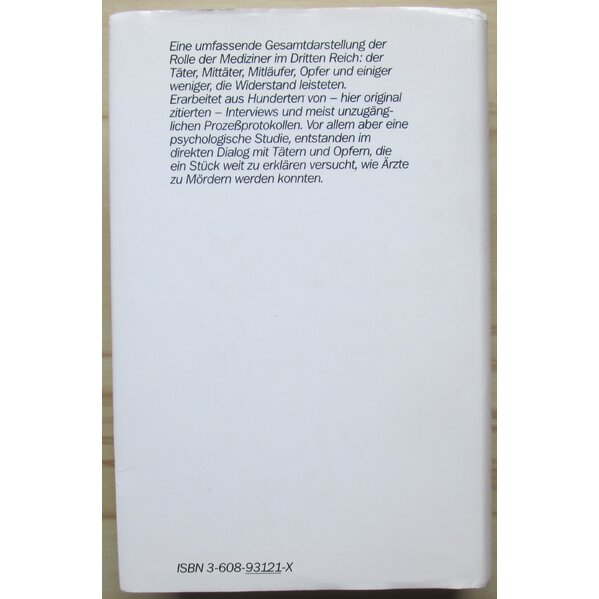 Eine umfassende Gesamtdarstellung der
Rolle der Mediziner im Dritten Reich: der
Täter, Mittäter, Mitläufer, Opfer und einiger
weniger, die Widerstand leisteten.
Erarbeitet aus Hunderten von – hier original
zitierten – Interviews und meist unzugäng-
lichen Prozeßprotokollen. Vor allem aber eine
psychologische Studie, entstanden im
direkten Dialog mit Tätern und Opfern, die
ein Stück weit zu erklären versucht, wie Ärzte
zu Mördern werden konnten.
ISBN 3-608-93121-X